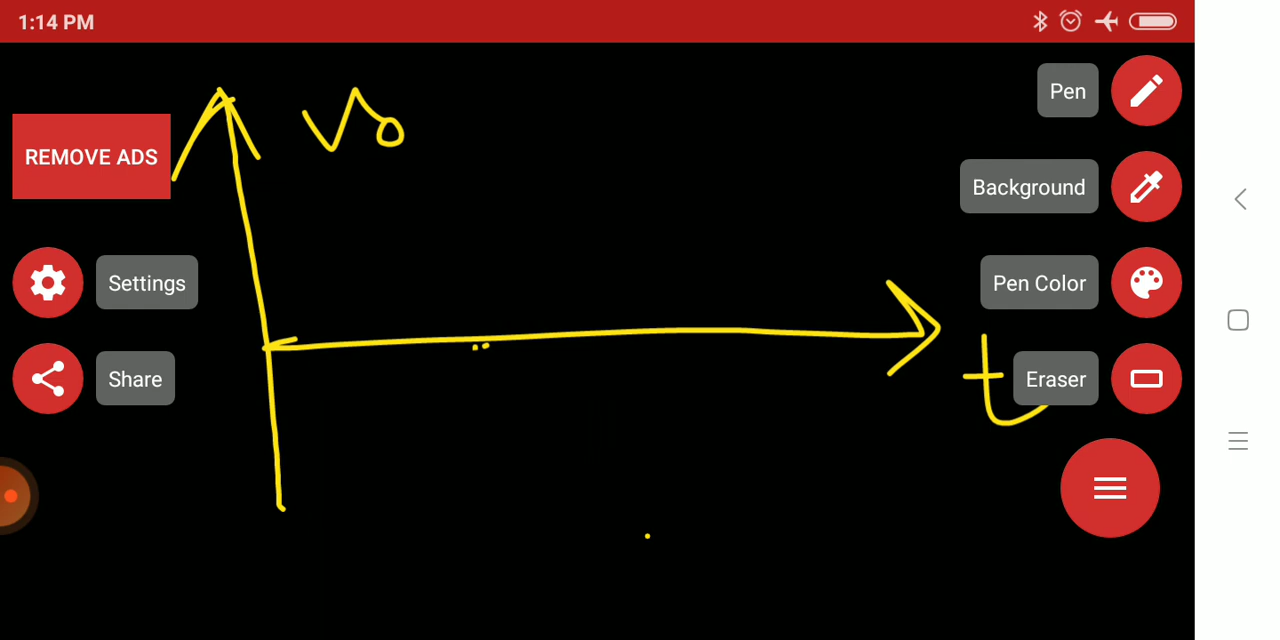 1:14 PM
Vo
Pen
REMOVE ADS
Background
Settings
Pen Color
t
Share
Eraser